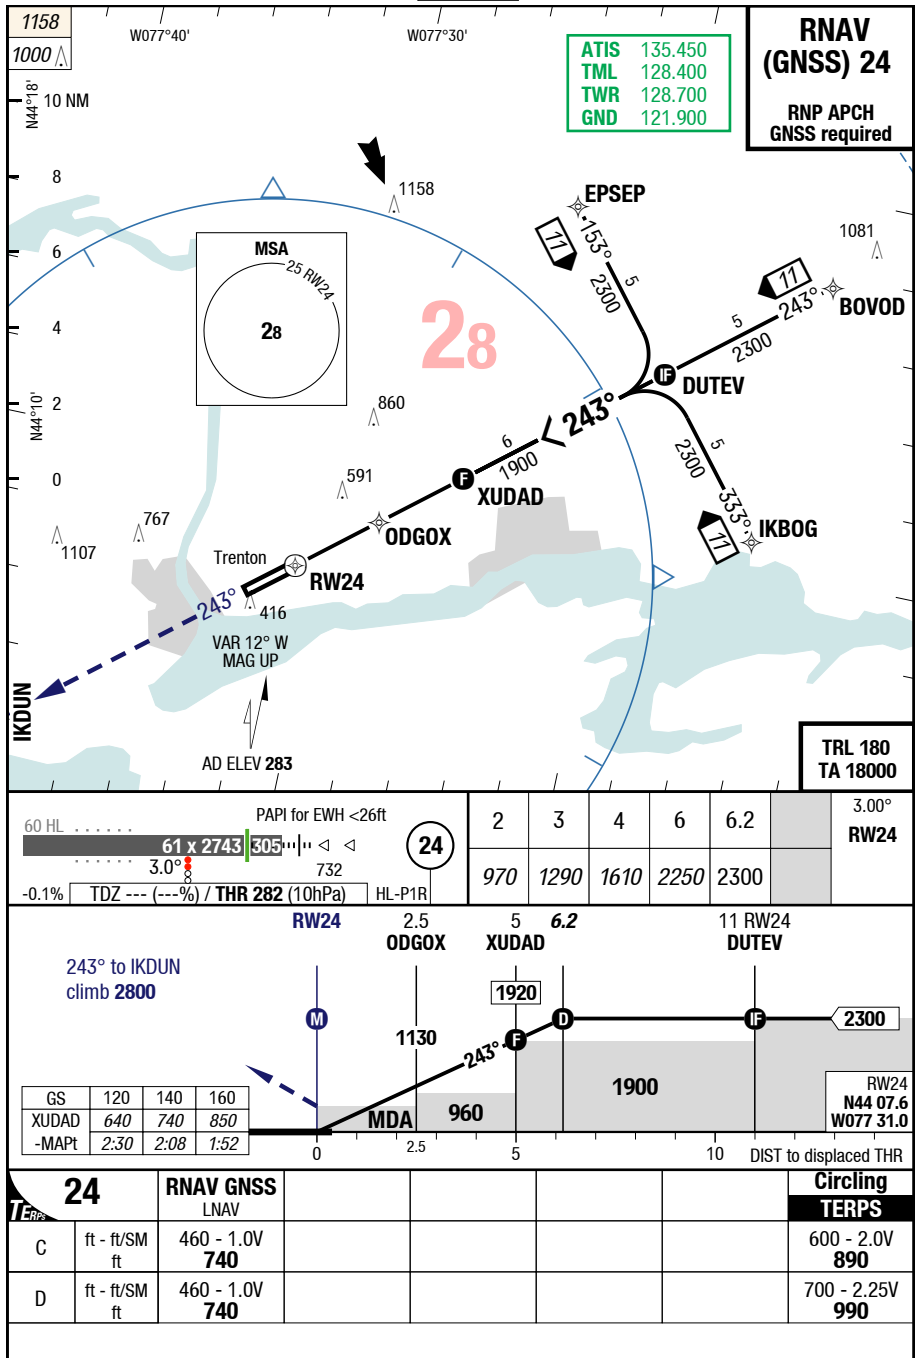 1158
1000
W077°40'
W077°30'
ATIS 135.450
TML 128.400
TWR 128.700
GND 121.900
RNAV
(GNSS) 24
RNP APCH
GNSS required
N44°18'
10 NM
8
6
4
2
0
N44°10'
1158
EPSEP
11
153°
5
2300
1081
11
243°
BOVOD
5
2300
MSA
25 RW24
28
28
IF
DUTEV
243°
860
6
1900
F
XUDAD
5
2300
333°
11
IKBOG
591
ODGOX
767
1107
Trenton
RW24
243°
416
VAR 12° W
MAG UP
IKDUN
AD ELEV 283
TRL 180
TA 18000
60 HL
PAPI for EWH <26ft
61 x 2743
305
3.0°
732
-0.1%
TDZ --- (---%) / THR 282 (10hPa)
HL-P1R
24
2 3 4 6 6.2
970 1290 1610 2250 2300
3.00°
RW24
RW24
2.5
ODGOX
5
XUDAD
6.2
11 RW24
DUTEV
243° to IKDUN
climb 2800
M
1130
1920
243°
F
D
IF
2300
1900
MDA
960
RW24
N44 07.6
W077 31.0
GS 120 140 160
XUDAD 640 740 850
-MAPt 2:30 2:08 1:52
0
2.5
5
10
DIST to displaced THR
TERPS
24
RNAV GNSS
LNAV
Circling
TERPS
C
ft - ft/SM
ft
460 - 1.0V
740
600 - 2.0V
890
D
ft - ft/SM
ft
460 - 1.0V
740
700 - 2.25V
990